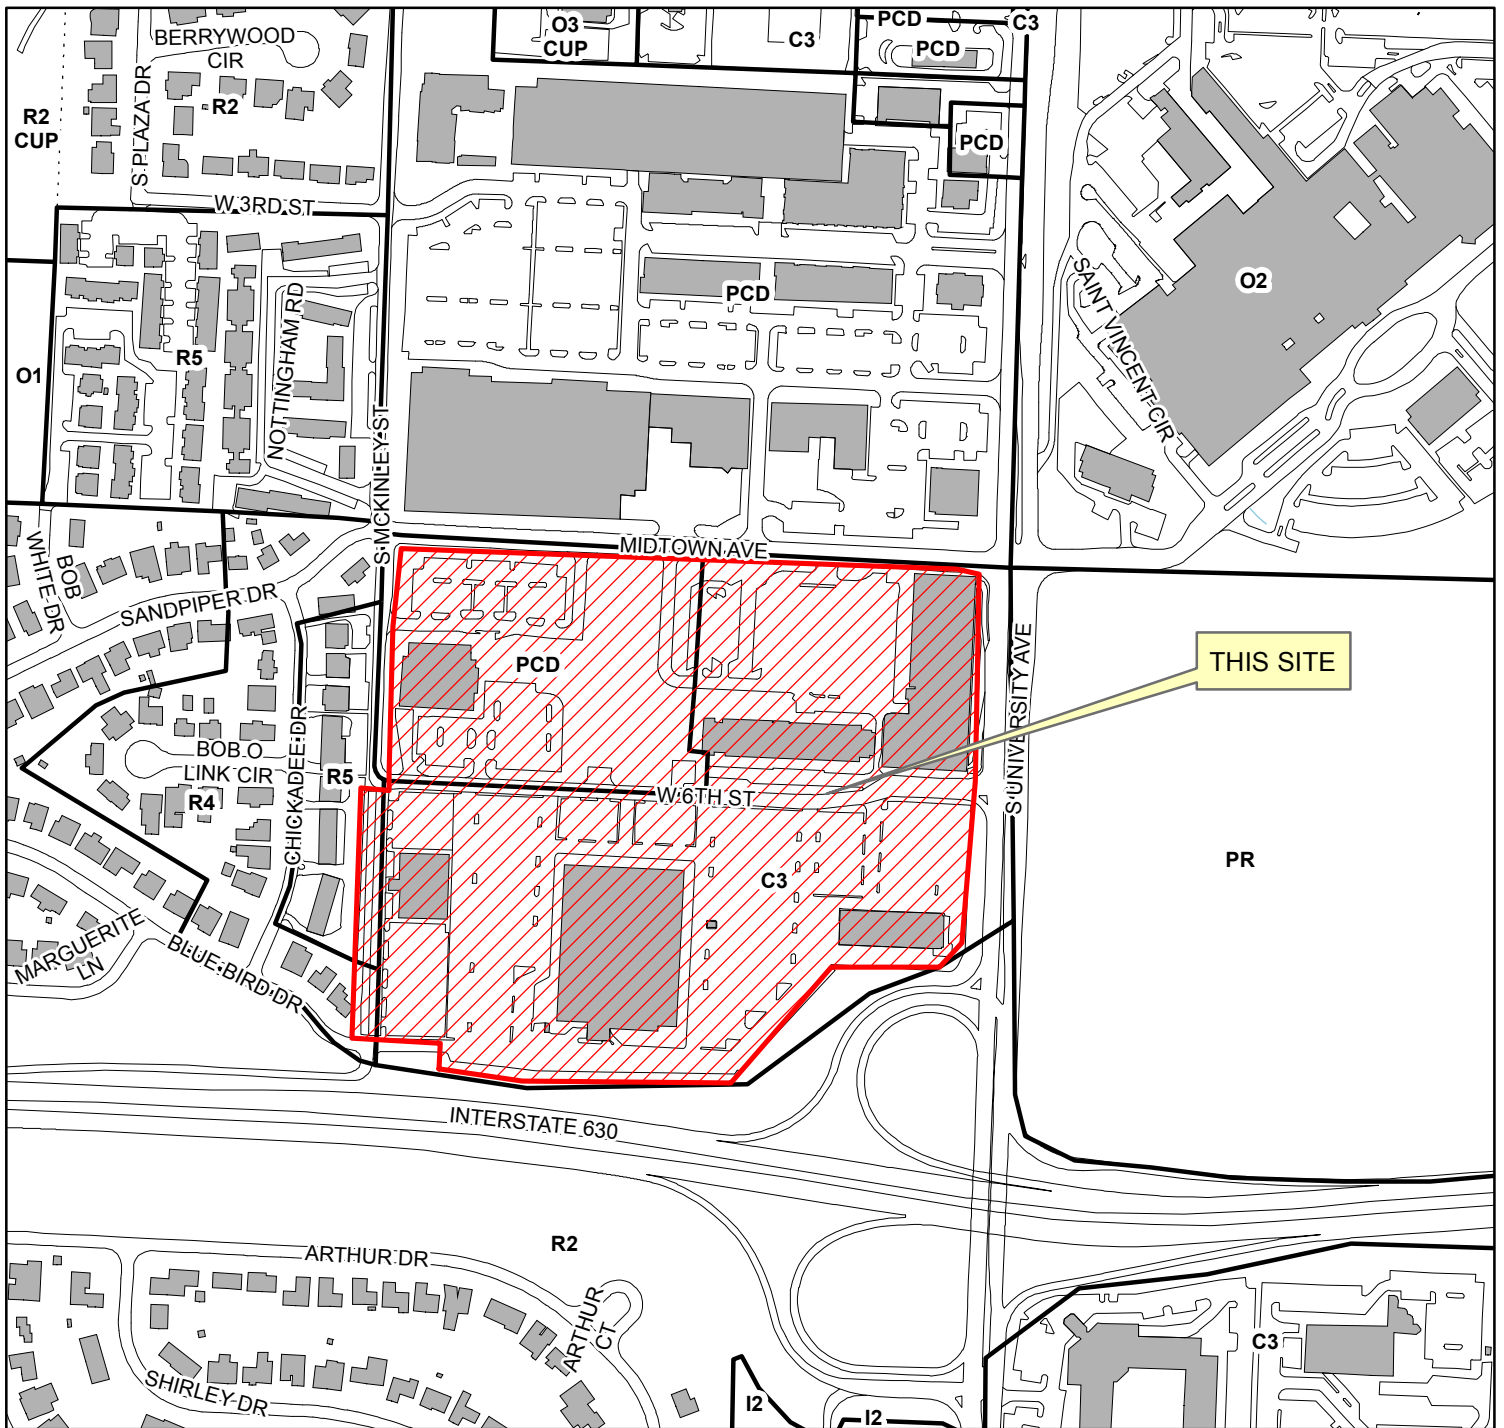 BERRYWOOD
CIR
S PLAZA DR
R2
R2
CUP
O3
CUP
C3
PCD
C3
PCD
PCD
W 3RD ST
O1
R5
NOTTINGHAM RD
S MCKINLEY ST
PCD
SAINT VINCENT CIR
O2
MIDTOWN AVE
BOB
WHITE DR
SANDPIPER DR
PCD
THIS SITE
S UNIVERSITY AVE
BOB O
LINK CIR
R4
R5
CHICKADEE DR
W 6TH ST
C3
PR
MARGUERITE
LN
BLUE BIRD DR
INTERSTATE 630
R2
ARTHUR DR
ARTHUR
CT
SHIRLEY DR
C3
I2
I2